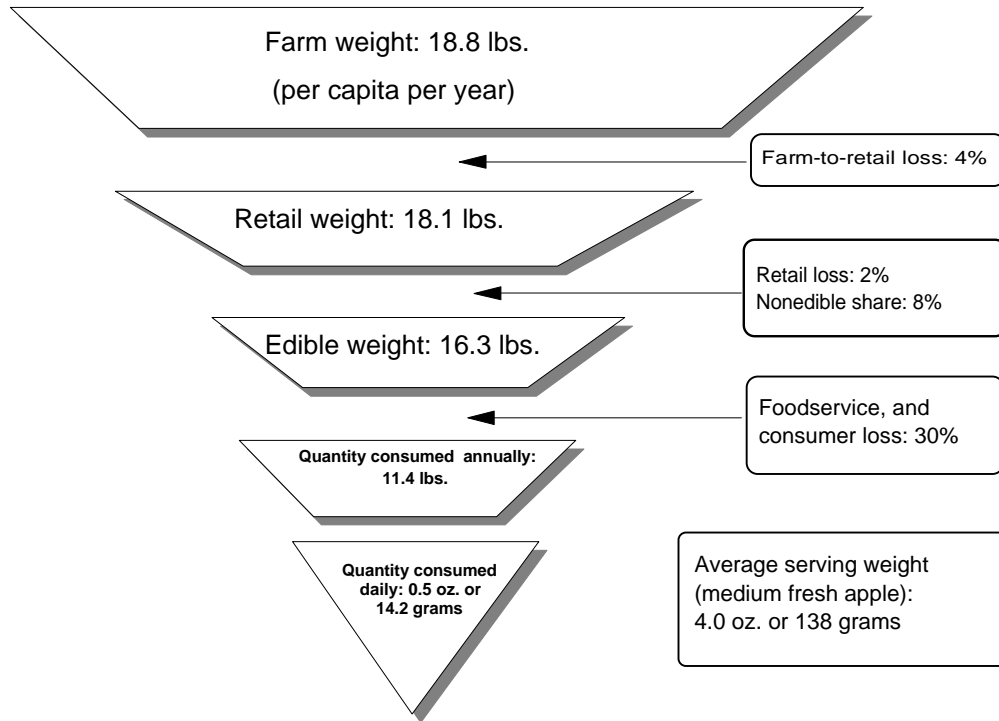 Farm weight: 18.8 lbs.
(per capita per year)
Farm-to-retail loss: 4%
Retail weight: 18.1 lbs.
Retail loss: 2%
Nonedible share: 8%
Edible weight: 16.3 lbs.
Foodservice, and
consumer loss: 30%
Quantity consumed annually:
11.4 lbs.
Quantity consumed
daily: 0.5 oz. or
14.2 grams
Average serving weight
(medium fresh apple):
4.0 oz. or 138 grams